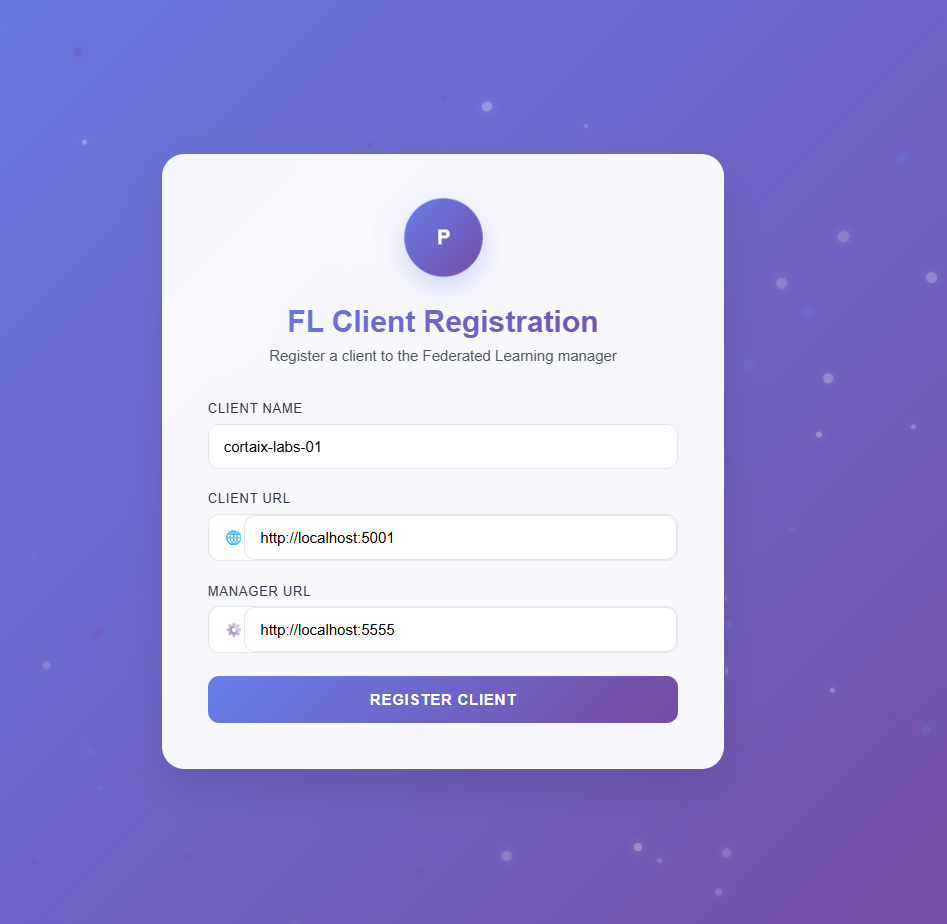 P
FL Client Registration
Register a client to the Federated Learning manager
CLIENT NAME
cortaix-labs-01
CLIENT URL
http://localhost:5001
MANAGER URL
http://localhost:5555
REGISTER CLIENT